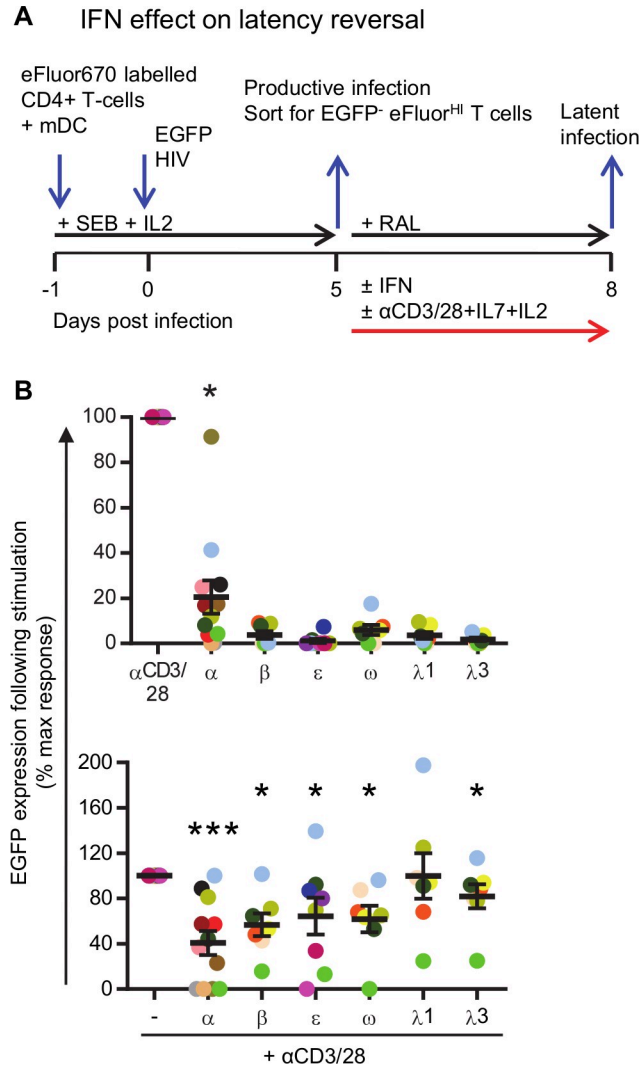 A IFN effect on latency reversal
eFluor670 labelled
CD4+ T-cells
+ mDC
EGFP
HIV
Productive infection
Sort for EGFP⁻ eFluorᴴᴵ T cells
Latent
infection
+ SEB + IL2
+ RAL
-1 0 5 8
± IFN
± αCD3/28+IL7+IL2
Days post infection
B
EGFP expression following stimulation
(% max response)
*
100
80
60
40
20
0
αCD3/
28
α β ε ω λ1 λ3
200
160
120
80
40
0
*** * * * *
- α β ε ω λ1 λ3
+ αCD3/28